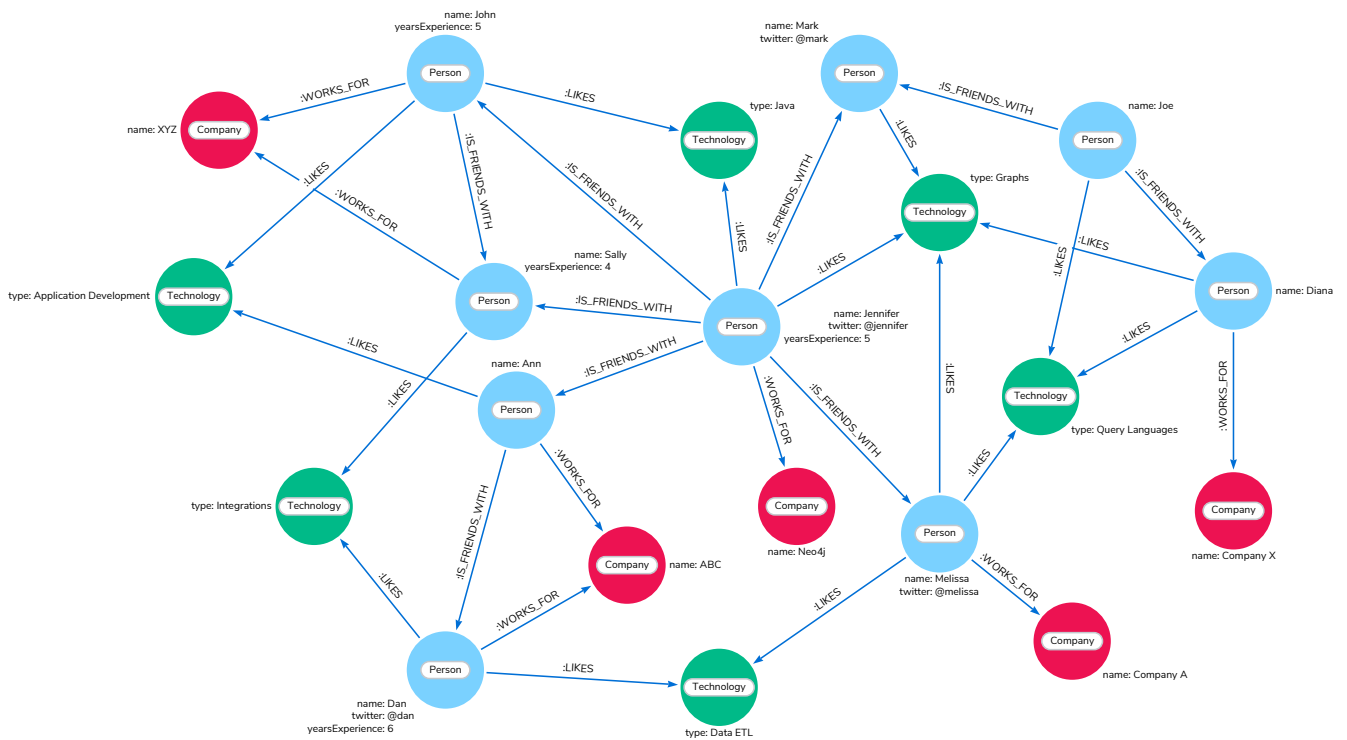 name: John
yearsExperience: 5
Person
name: Mark
twitter: @mark
Person
:WORKS_FOR
:LIKES
:IS_FRIENDS_WITH
name: Joe
Person
name: XYZ
Company
type: Java
Technology
:LIKES
:LIKES
:IS_FRIENDS_WITH
:IS_FRIENDS_WITH
:IS_FRIENDS_WITH
:IS_FRIENDS_WITH
type: Graphs
Technology
:WORKS_FOR
:LIKES
:LIKES
:LIKES
:LIKES
name: Sally
yearsExperience: 4
Person
type: Application Development
Technology
:IS_FRIENDS_WITH
Person
name: Jennifer
twitter: @jennifer
yearsExperience: 5
Person
name: Diana
:LIKES
:IS_FRIENDS_WITH
:LIKES
name: Ann
Person
:LIKES
:WORKS_FOR
:IS_FRIENDS_WITH
:LIKES
Technology
type: Query Languages
:WORKS_FOR
:WORKS_FOR
:LIKES
type: Integrations
Technology
:IS_FRIENDS_WITH
Company
name: Neo4j
Person
name: Melissa
twitter: @melissa
Company
name: Company X
Company
name: ABC
:LIKES
:WORKS_FOR
:LIKES
:WORKS_FOR
Company
name: Company A
Person
name: Dan
twitter: @dan
yearsExperience: 6
:LIKES
Technology
type: Data ETL